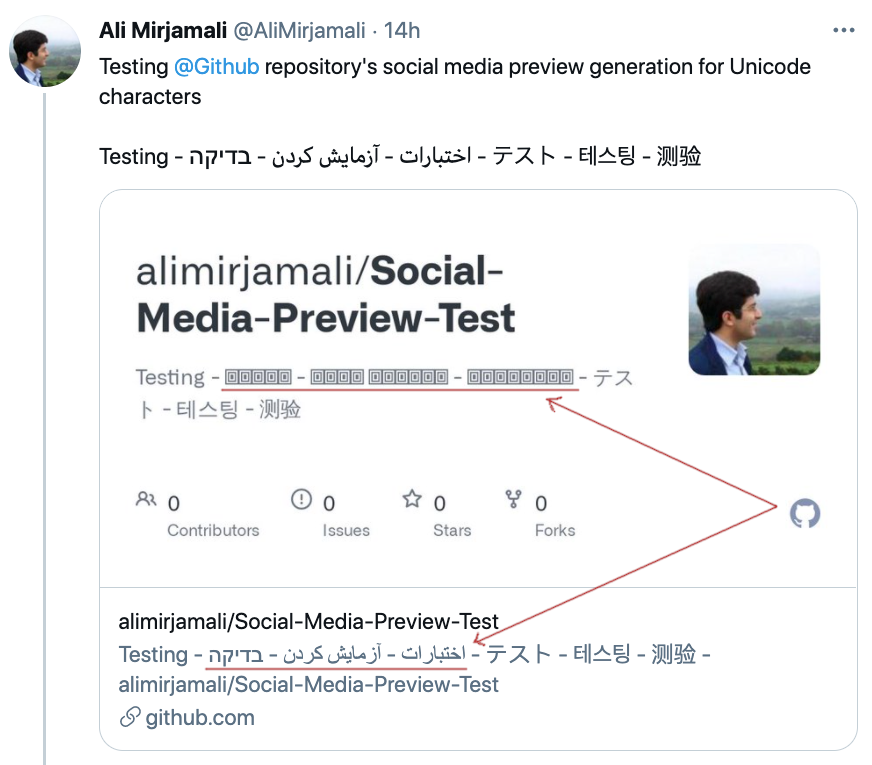 Ali Mirjamali @AliMirjamali · 14h
Testing @Github repository's social media preview generation for Unicode
characters
Testing - اختبارات - آزمایش کردن - בדיקה - テスト - 테스팅 - 测验
alimirjamali/Social-
Media-Preview-Test
Testing - - - - テス
ト - 테스팅 - 测验
0 0 0 0
Contributors Issues Stars Forks
alimirjamali/Social-Media-Preview-Test
Testing - اختبارات - آزمایش کردن - בדיקה - テスト - 테스팅 - 测验 -
alimirjamali/Social-Media-Preview-Test
github.com